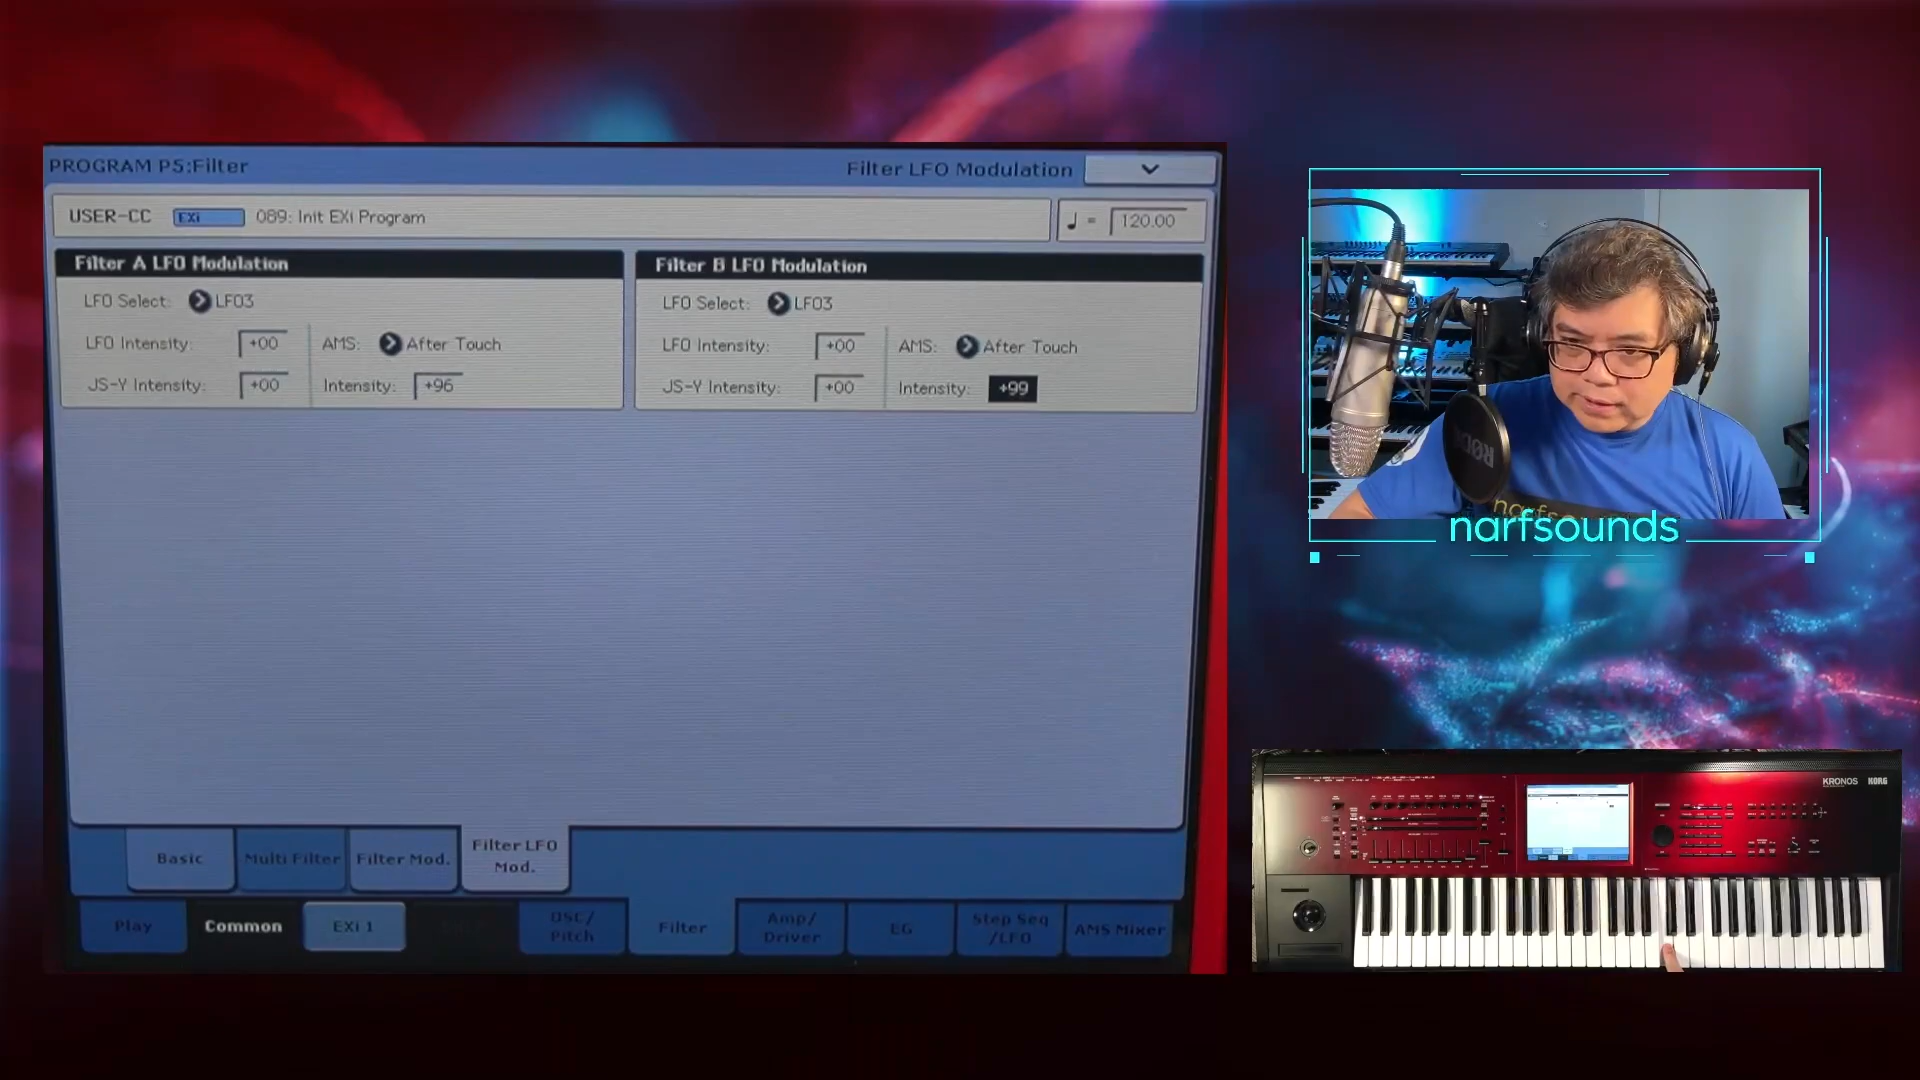 PROGRAM P5:Filter
Filter LFO Modulation
USER-CC EXi 089: Init EXi Program
♩ = 120.00
Filter A LFO Modulation
LFO Select: LFO3
LFO Intensity: +00 AMS: After Touch
JS-Y Intensity: +00 Intensity: +96
Filter B LFO Modulation
LFO Select: LFO3
LFO Intensity: +00 AMS: After Touch
JS-Y Intensity: +00 Intensity: +99
Basic
Multi Filter
Filter Mod.
Filter LFO
Mod.
Play
Common
EXi 1
OSC/
Pitch
Filter
Amp/
Driver
EG
Step Seq
/LFO
AMS Mixer
RØDE
narfsounds
narfsounds
KRONOS KORG